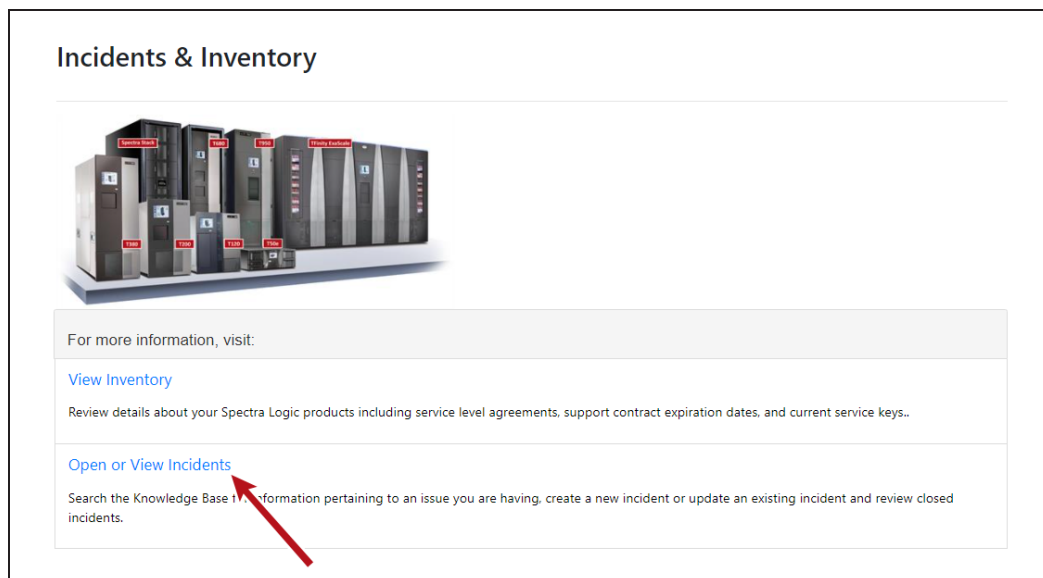 Incidents & Inventory
Spectra Stack
T680
T950
TFinity ExaScale
T380
T200
T120
T50e
For more information, visit:
View Inventory
Review details about your Spectra Logic products including service level agreements, support contract expiration dates, and current service keys..
Open or View Incidents
Search the Knowledge Base information pertaining to an issue you are having, create a new incident or update an existing incident and review closed
incidents.